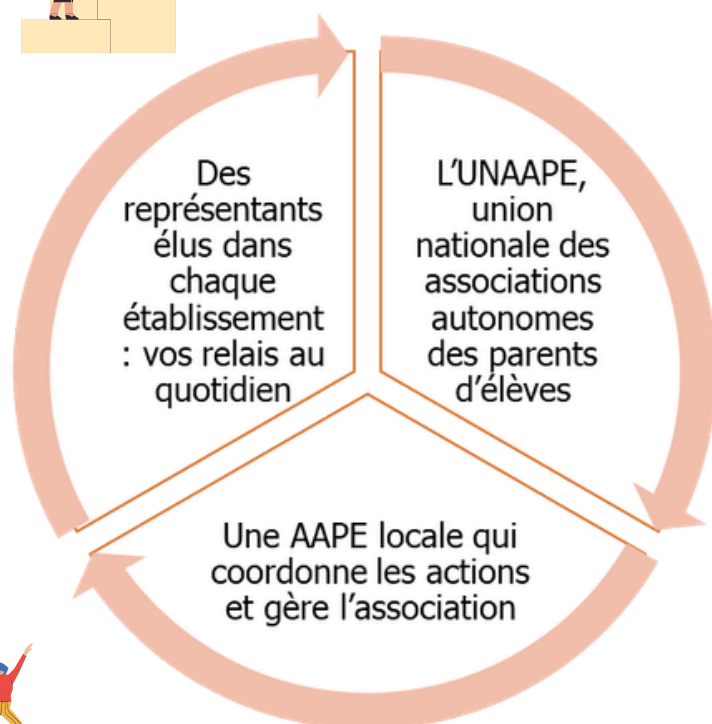 Des
représentants
élus dans
chaque
établissement
: vos relais au
quotidien
L’UNAAPE,
union
nationale des
associations
autonomes
des parents
d’élèves
Une AAPE locale qui
coordonne les actions
et gère l’association